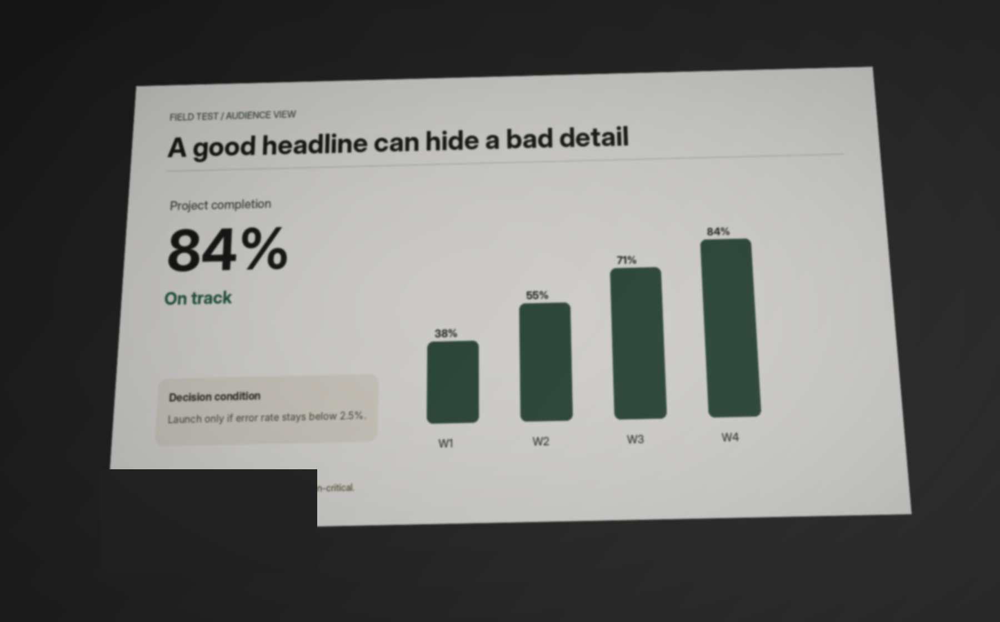 FIELD TEST / AUDIENCE VIEW
A good headline can hide a bad detail
Project completion
84%
On track
Decision condition
Launch only if error rate stays below 2.5%.
38%
55%
71%
84%
W1
W2
W3
W4
n-critical.